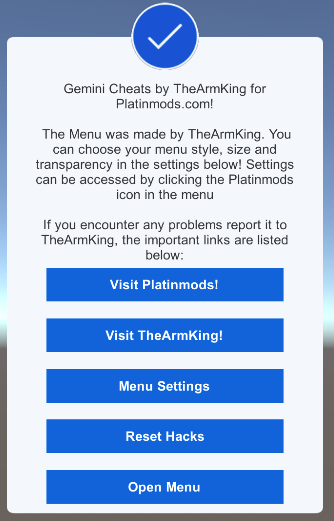 Gemini Cheats by TheArmKing for
Platinmods.com!
The Menu was made by TheArmKing. You
can choose your menu style, size and
transparency in the settings below! Settings
can be accessed by clicking the Platinmods
icon in the menu
If you encounter any problems report it to
TheArmKing, the important links are listed
below:
Visit Platinmods!
Visit TheArmKing!
Menu Settings
Reset Hacks
Open Menu